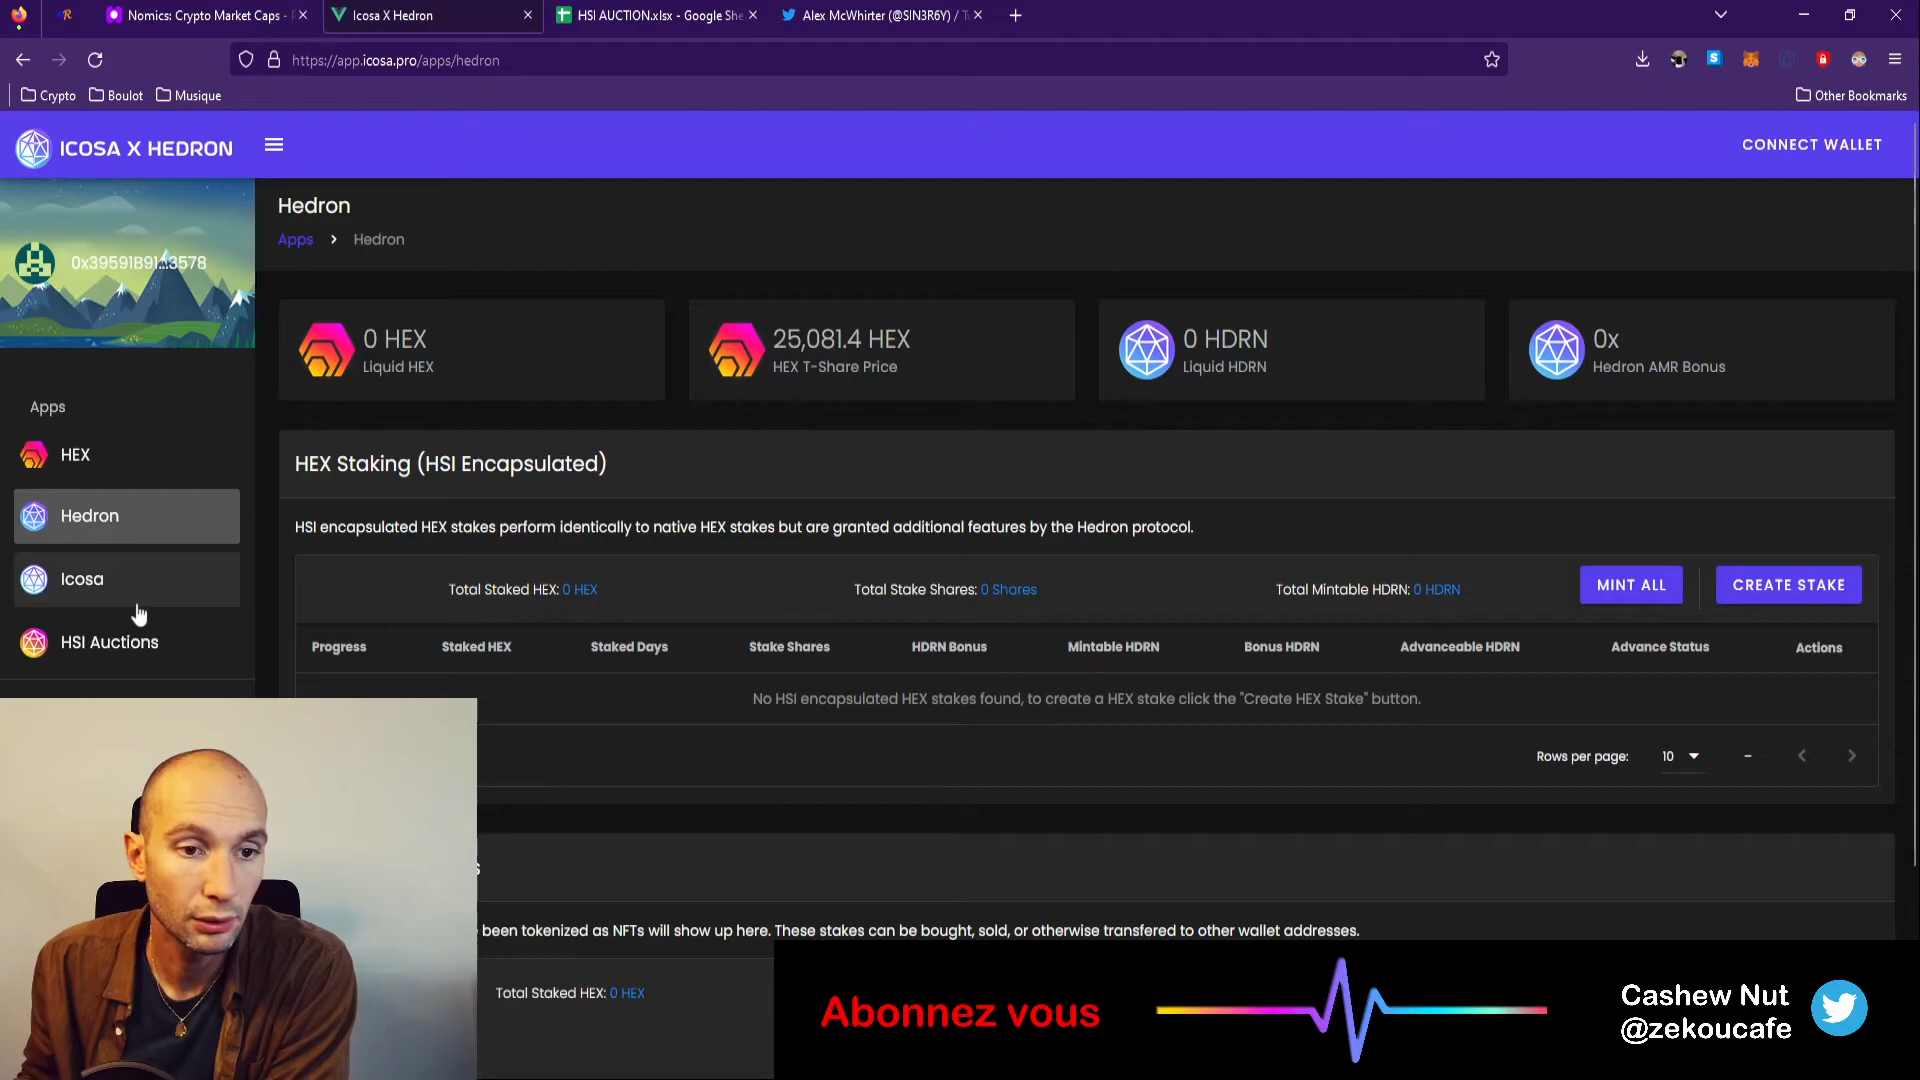 Nomics: Crypto Market Caps -
Icosa X Hedron
HSI AUCTION.xlsx - Google She
Alex McWhirter (@SIN3R6Y) / T
https://app.icosa.pro/apps/hedron
Crypto
Boulot
Musique
Other Bookmarks
ICOSA X HEDRON
CONNECT WALLET
0x39591B91...3578
Hedron
Apps
Hedron
0 HEX
Liquid HEX
25,081.4 HEX
HEX T-Share Price
0 HDRN
Liquid HDRN
0x
Hedron AMR Bonus
Apps
HEX
Hedron
Icosa
HSI Auctions
HEX Staking (HSI Encapsulated)
HSI encapsulated HEX stakes perform identically to native HEX stakes but are granted additional features by the Hedron protocol.
Total Staked HEX: 0 HEX
Total Stake Shares: 0 Shares
Total Mintable HDRN: 0 HDRN
MINT ALL
CREATE STAKE
Progress
Staked HEX
Staked Days
Stake Shares
HDRN Bonus
Mintable HDRN
Bonus HDRN
Advanceable HDRN
Advance Status
Actions
No HSI encapsulated HEX stakes found, to create a HEX stake click the "Create HEX Stake" button.
Rows per page:
10
–
been tokenized as NFTs will show up here. These stakes can be bought, sold, or otherwise transfered to other wallet addresses.
Total Staked HEX: 0 HEX
Abonnez vous
Cashew Nut
@zekoucafe